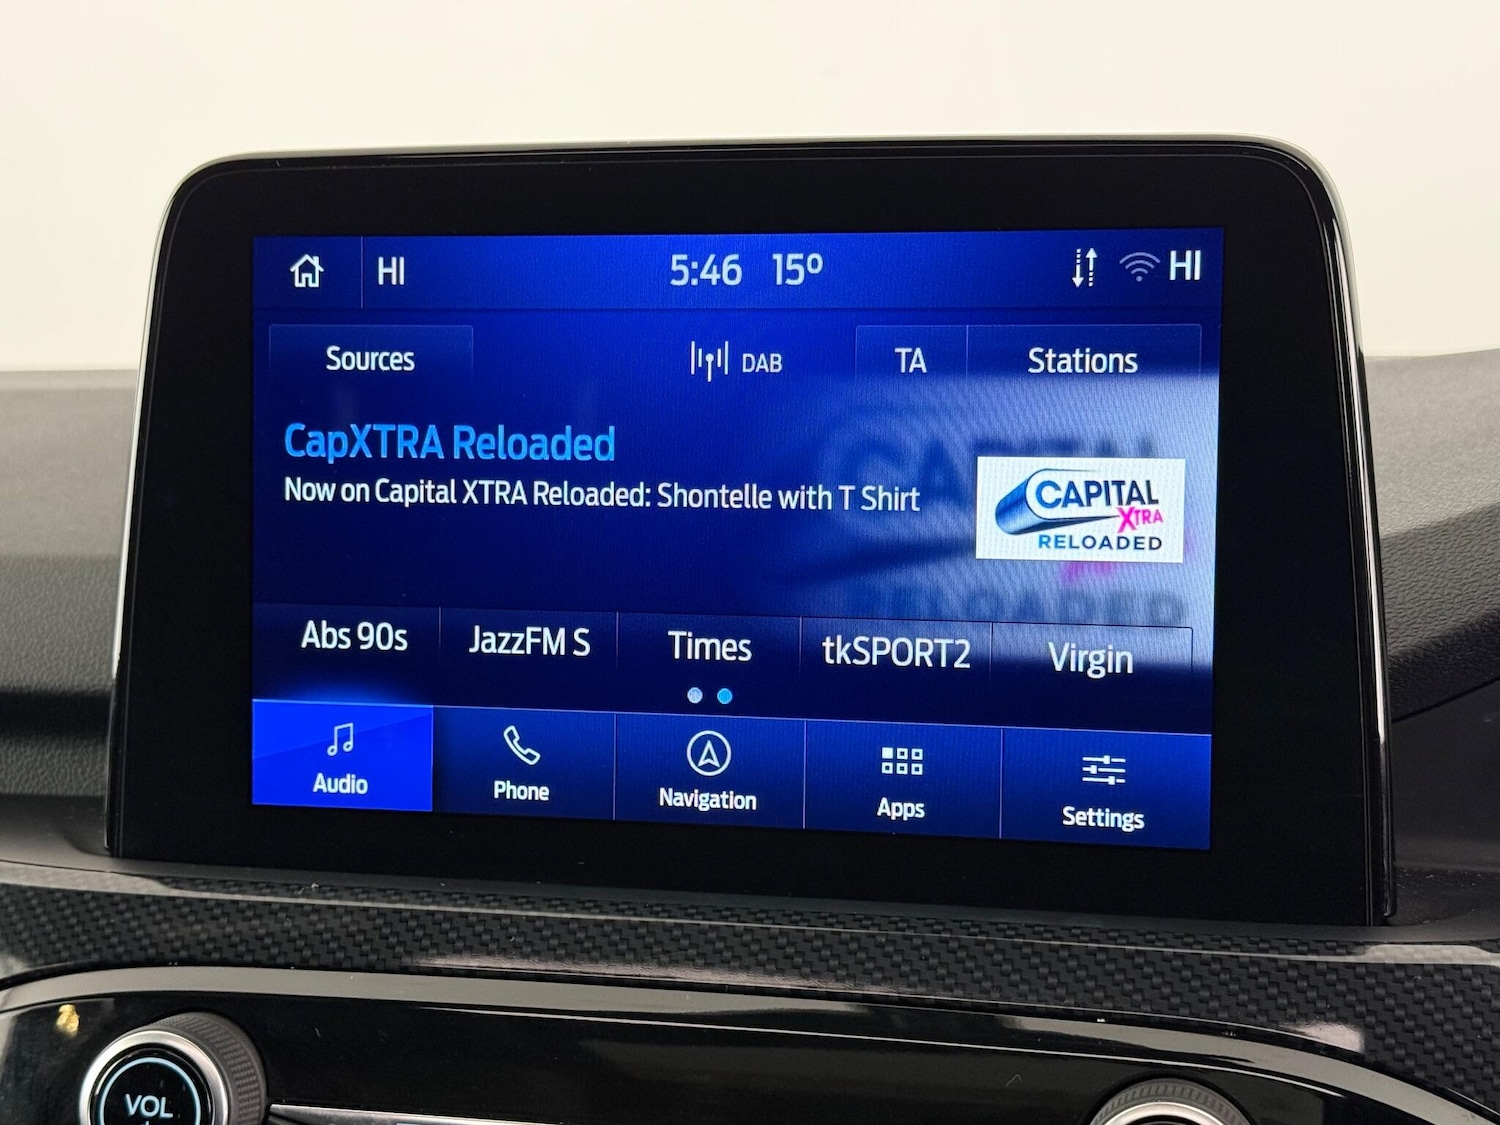 HI 5:46 15º HI
Sources DAB TA Stations
CapXTRA Reloaded
Now on Capital XTRA Reloaded: Shontelle with T Shirt
CAPITAL
XTRA
RELOADED
Abs 90s JazzFM S Times tkSPORT2 Virgin
Audio Phone Navigation Apps Settings
VOL